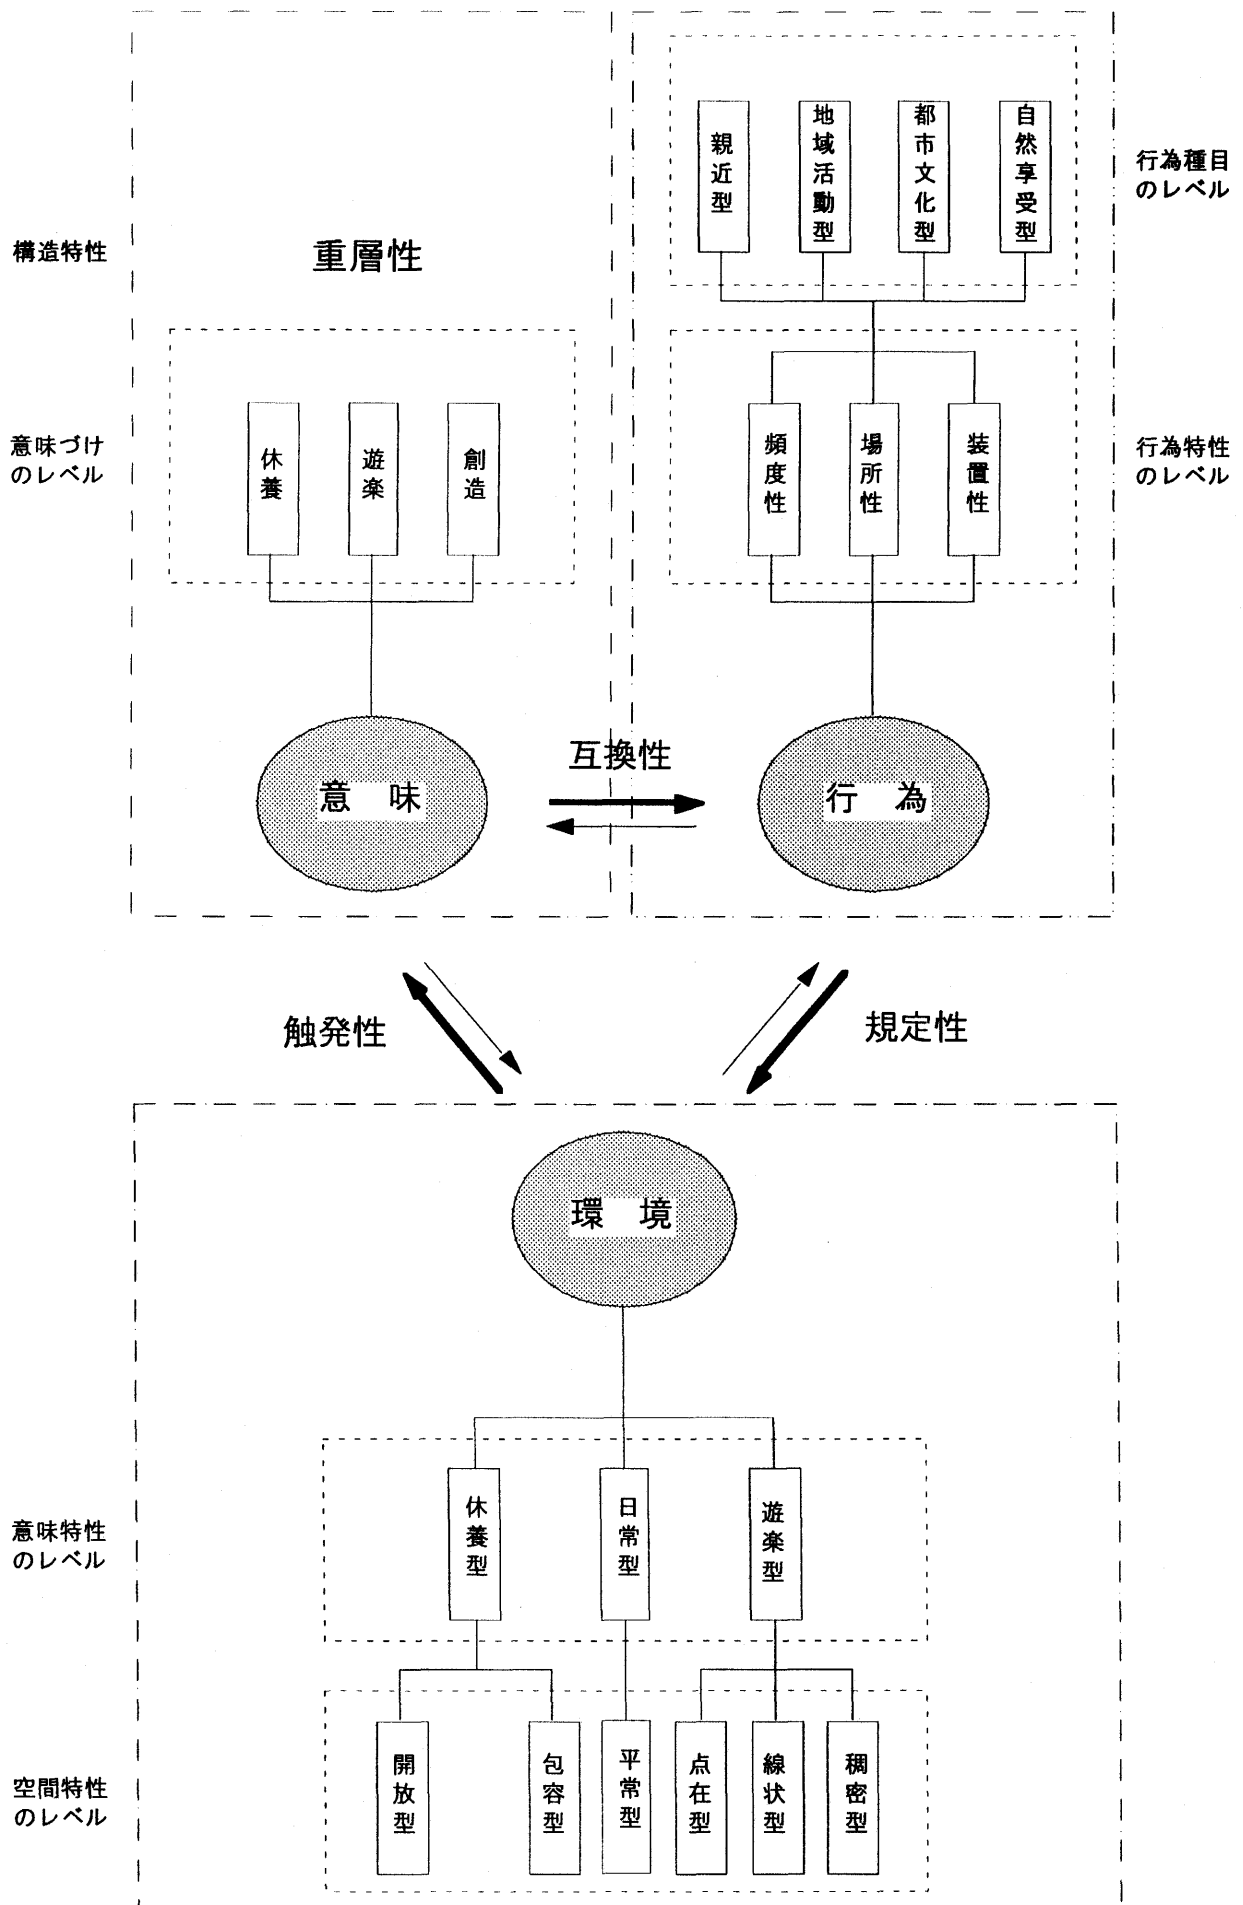 親近型
地域活動型
都市文化型
自然享受型
行為種目
のレベル
構造特性
重層性
意味づけ
のレベル
休養
遊楽
創造
頻度性
場所性
装置性
行為特性
のレベル
互換性
意 味
行 為
触発性
規定性
環 境
意味特性
のレベル
休養型
日常型
遊楽型
空間特性
のレベル
開放型
包容型
平常型
点在型
線状型
稠密型